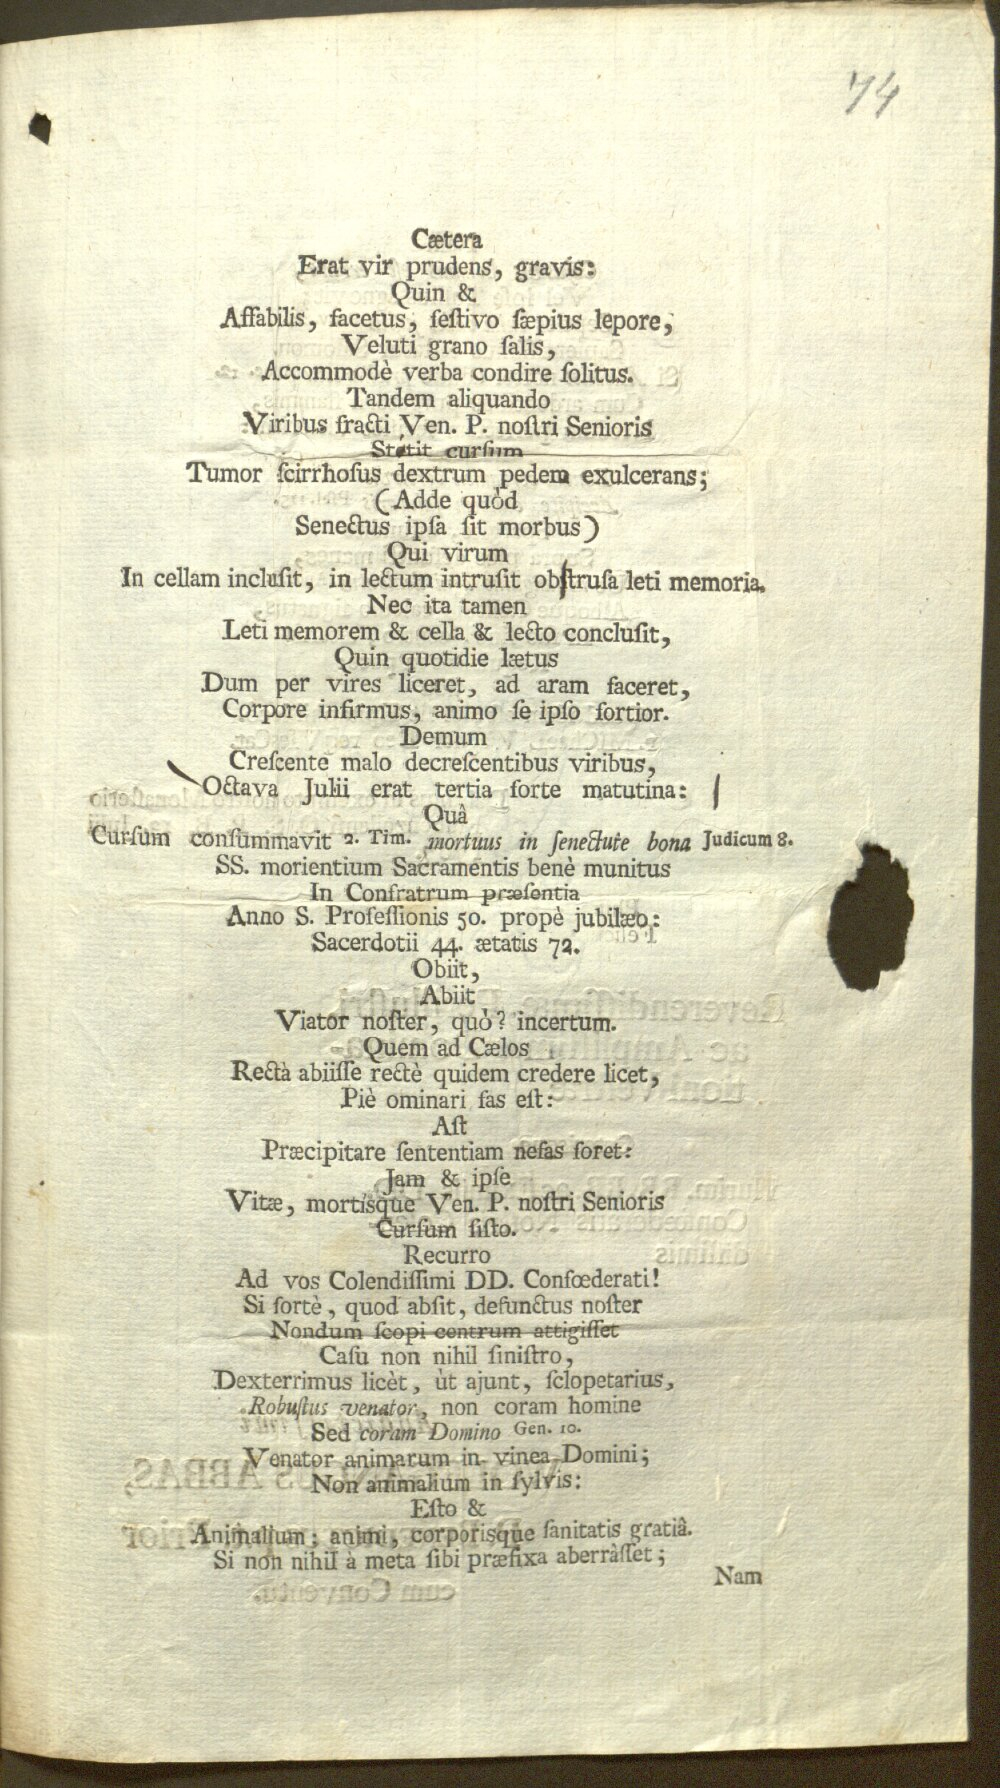 74
Cætera
Erat vir prudens, gravis:
Quin &
Affabilis, facetus, feſtivo ſæpius lepore,
Veluti grano ſalis,
Accommodè verba condire ſolitus.
Tandem aliquando
Viribus fracti Ven. P. noſtri Senioris
Stetit curſum
Tumor ſcirrhoſus dextrum pedem exulcerans;
(Adde quòd
Senectus ipſa ſit morbus)
Qui virum
In cellam incluſit, in lectum intruſit obſtruſa leti memoria.
Nec ita tamen
Leti memorem & cella & lecto concluſit,
Quin quotidie lætus
Dum per vires liceret, ad aram faceret,
Corpore infirmus, animo ſe ipſo fortior.
Demum
Creſcente malo decreſcentibus viribus,
Octava Julii erat tertia forte matutina:
Quâ
Curſum conſummavit 2. Tim. mortuus in ſenectute bona Judicum 8.
SS. morientium Sacramentis benè munitus
In Confratrum præſentia
Anno S. Profeſſionis 50. propè jubilæo:
Sacerdotii 44. ætatis 72.
Obiit,
Abiit
Viator noſter, quò? incertum.
Quem ad Cælos
Rectà abiiſſe rectè quidem credere licet,
Piè ominari fas eſt:
Aſt
Præcipitare ſententiam nefas foret:
Jam & ipſe
Vitæ, mortiſque Ven. P. noſtri Senioris
Curſum ſiſto.
Recurro
Ad vos Colendiſſimi DD. Confœderati!
Si fortè, quod abſit, defunctus noſter
Nondum ſcopi centrum attigiſſet
Caſu non nihil ſiniſtro,
Dexterrimus licèt, ùt ajunt, ſclopetarius,
Robuſtus venator, non coram homine
Sed coram Domino Gen. 10.
Venator animarum in vinea Domini;
Non animalium in ſylvis:
Eſto &
Animalium; animi, corporisque ſanitatis gratiâ.
Si non nihil à meta ſibi præfixa aberràſſet;
Nam